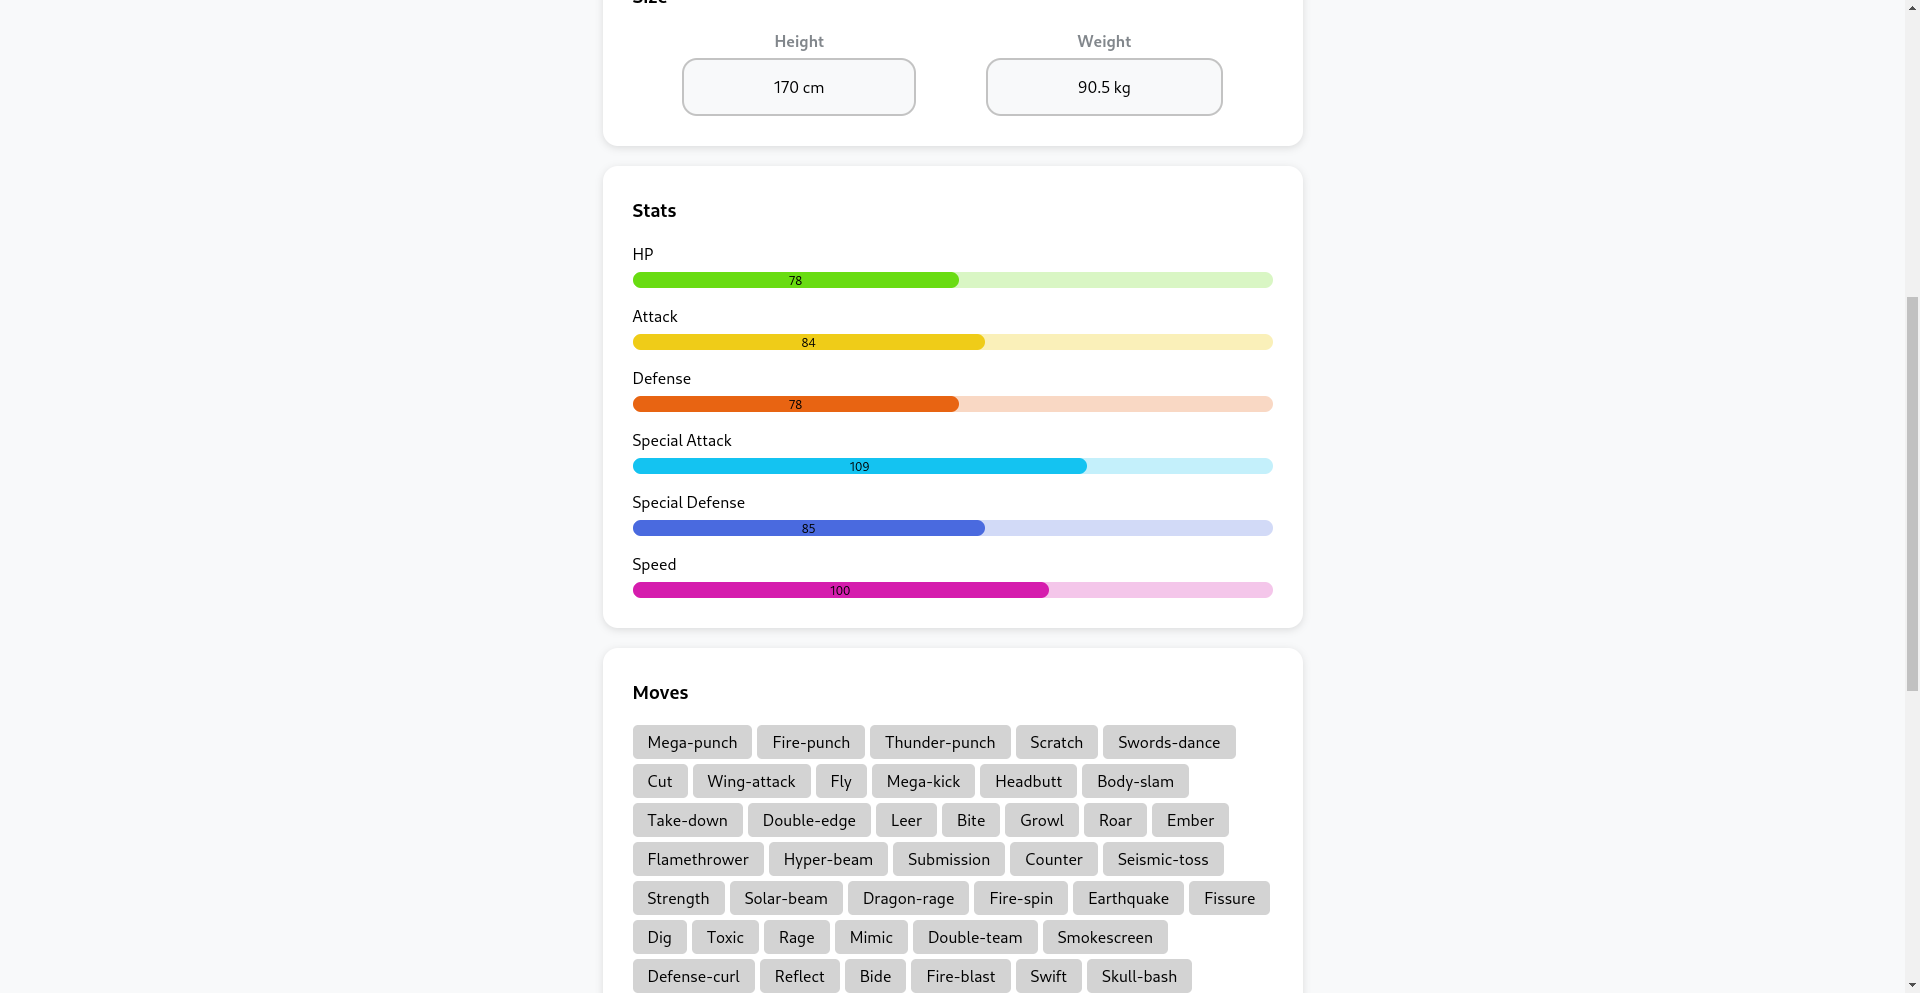 Size
Height Weight
170 cm 90.5 kg
Stats
HP
78
Attack
84
Defense
78
Special Attack
109
Special Defense
85
Speed
100
Moves
Mega-punch Fire-punch Thunder-punch Scratch Swords-dance
Cut Wing-attack Fly Mega-kick Headbutt Body-slam
Take-down Double-edge Leer Bite Growl Roar Ember
Flamethrower Hyper-beam Submission Counter Seismic-toss
Strength Solar-beam Dragon-rage Fire-spin Earthquake Fissure
Dig Toxic Rage Mimic Double-team Smokescreen
Defense-curl Reflect Bide Fire-blast Swift Skull-bash